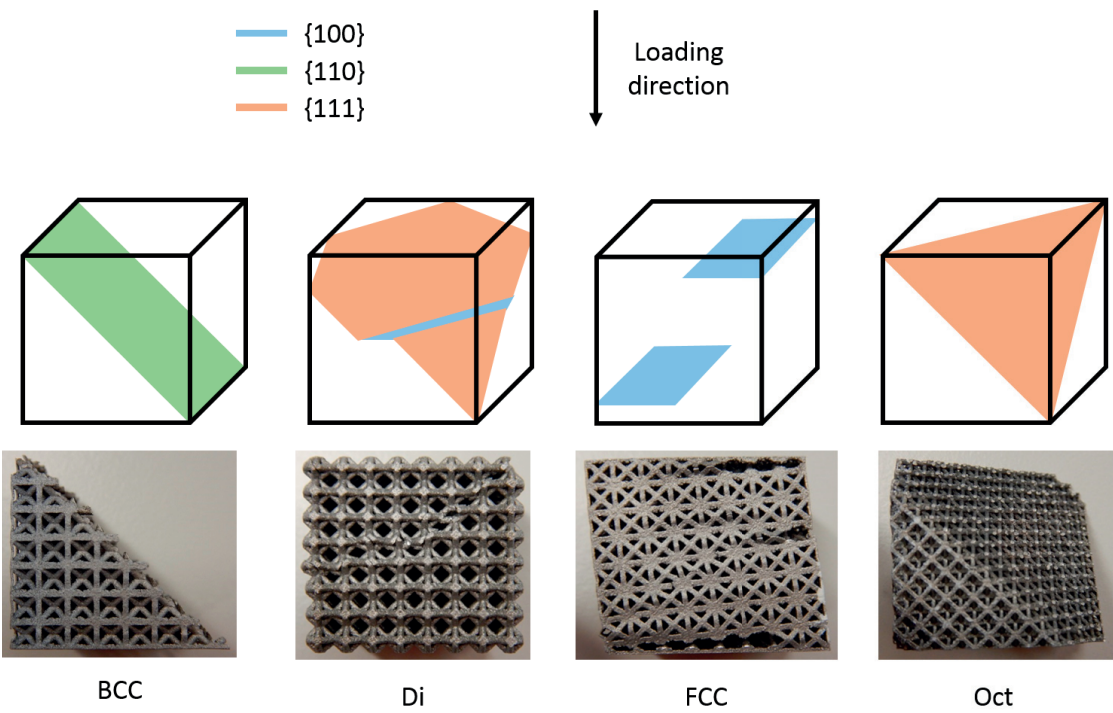 {100}
{110}
{111}
Loading
direction
BCC
Di
FCC
Oct